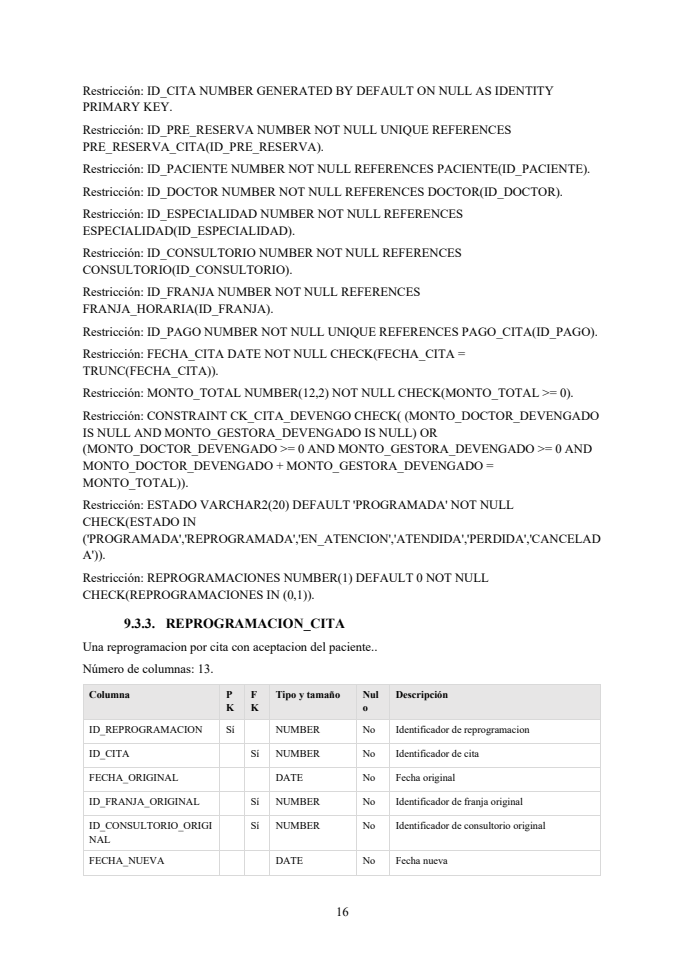 Restricción: ID_CITA NUMBER GENERATED BY DEFAULT ON NULL AS IDENTITY
PRIMARY KEY.
Restricción: ID_PRE_RESERVA NUMBER NOT NULL UNIQUE REFERENCES
PRE_RESERVA_CITA(ID_PRE_RESERVA).
Restricción: ID_PACIENTE NUMBER NOT NULL REFERENCES PACIENTE(ID_PACIENTE).
Restricción: ID_DOCTOR NUMBER NOT NULL REFERENCES DOCTOR(ID_DOCTOR).
Restricción: ID_ESPECIALIDAD NUMBER NOT NULL REFERENCES
ESPECIALIDAD(ID_ESPECIALIDAD).
Restricción: ID_CONSULTORIO NUMBER NOT NULL REFERENCES
CONSULTORIO(ID_CONSULTORIO).
Restricción: ID_FRANJA NUMBER NOT NULL REFERENCES
FRANJA_HORARIA(ID_FRANJA).
Restricción: ID_PAGO NUMBER NOT NULL UNIQUE REFERENCES PAGO_CITA(ID_PAGO).
Restricción: FECHA_CITA DATE NOT NULL CHECK(FECHA_CITA =
TRUNC(FECHA_CITA)).
Restricción: MONTO_TOTAL NUMBER(12,2) NOT NULL CHECK(MONTO_TOTAL >= 0).
Restricción: CONSTRAINT CK_CITA_DEVENGO CHECK( (MONTO_DOCTOR_DEVENGADO
IS NULL AND MONTO_GESTORA_DEVENGADO IS NULL) OR
(MONTO_DOCTOR_DEVENGADO >= 0 AND MONTO_GESTORA_DEVENGADO >= 0 AND
MONTO_DOCTOR_DEVENGADO + MONTO_GESTORA_DEVENGADO =
MONTO_TOTAL)).
Restricción: ESTADO VARCHAR2(20) DEFAULT 'PROGRAMADA' NOT NULL
CHECK(ESTADO IN
('PROGRAMADA','REPROGRAMADA','EN_ATENCION','ATENDIDA','PERDIDA','CANCELAD
A')).
Restricción: REPROGRAMACIONES NUMBER(1) DEFAULT 0 NOT NULL
CHECK(REPROGRAMACIONES IN (0,1)).
9.3.3. REPROGRAMACION_CITA
Una reprogramacion por cita con aceptacion del paciente..
Número de columnas: 13.
Columna P K F K Tipo y tamaño Nul o Descripción
ID_REPROGRAMACION Sí NUMBER No Identificador de reprogramacion
ID_CITA Sí NUMBER No Identificador de cita
FECHA_ORIGINAL DATE No Fecha original
ID_FRANJA_ORIGINAL Sí NUMBER No Identificador de franja original
ID_CONSULTORIO_ORIGI Sí NUMBER No Identificador de consultorio original
NAL
FECHA_NUEVA DATE No Fecha nueva
16